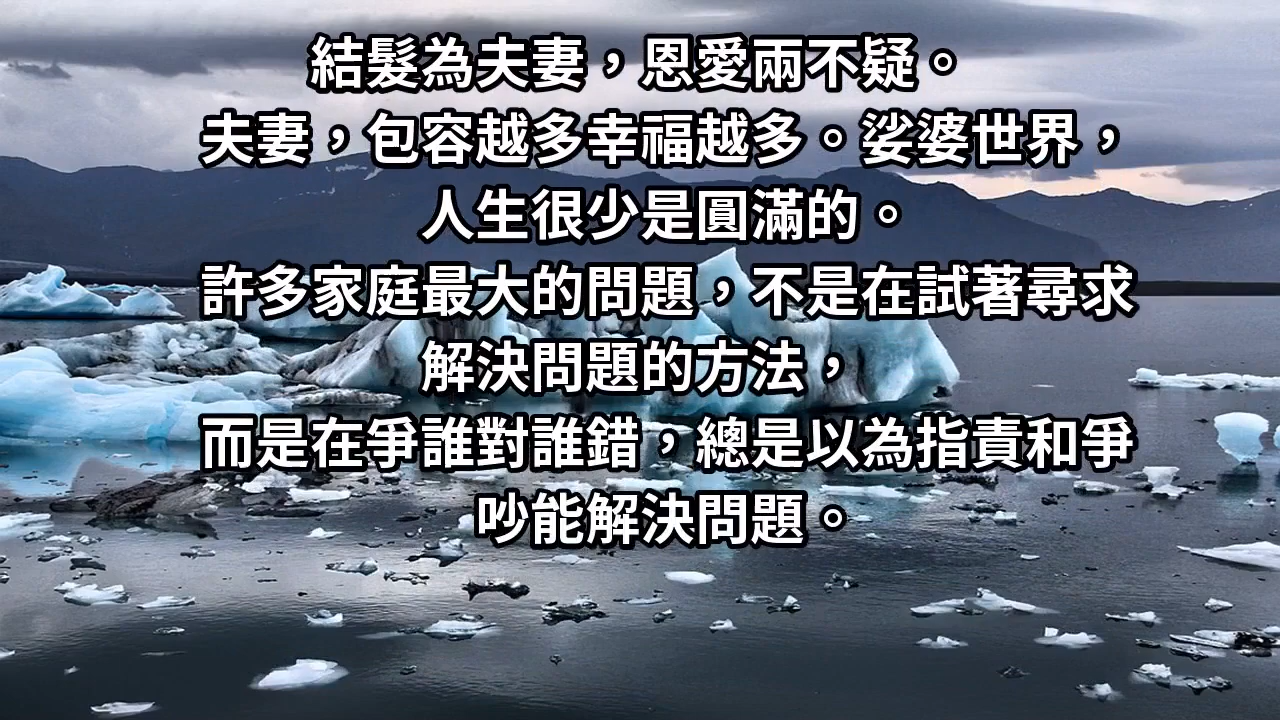 結髮為夫妻，恩愛兩不疑。
夫妻，包容越多幸福越多。娑婆世界，
人生很少是圓滿的。
許多家庭最大的問題，不是在試著尋求
解決問題的方法，
而是在爭誰對誰錯，總是以為指責和爭
吵能解決問題。